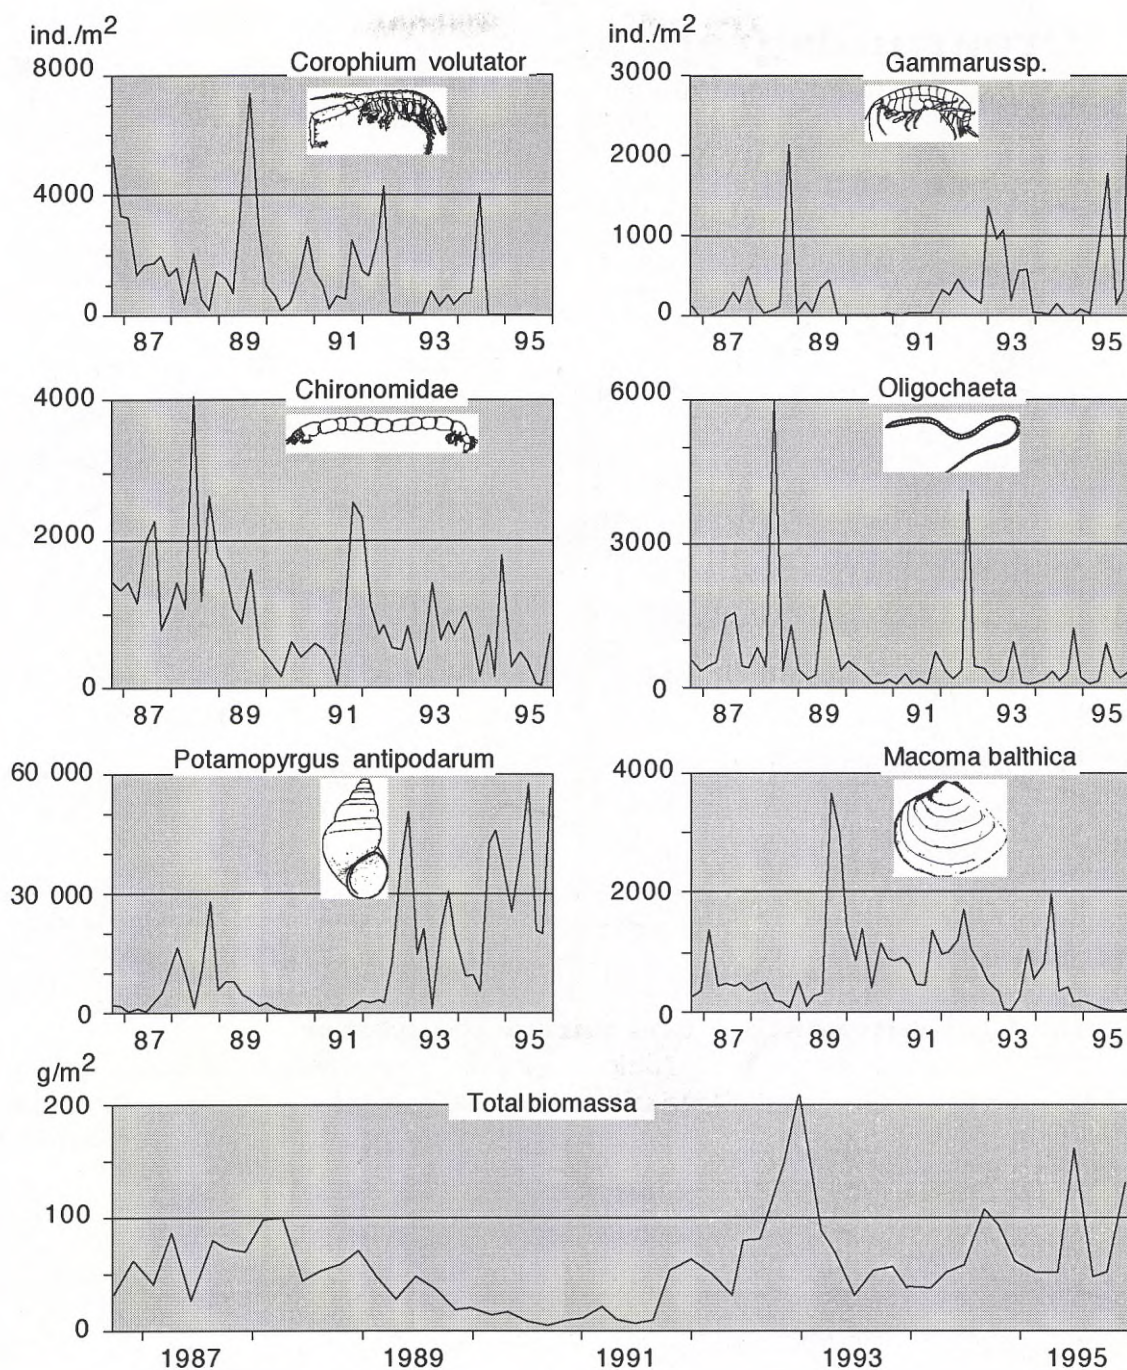 ind./m²
Corophium volutator
8000
4000
0
87 89 91 93 95
ind./m²
Gammarus sp.
3000
2000
1000
0
87 89 91 93 95
Chironomidae
4000
2000
0
87 89 91 93 95
Oligochaeta
6000
3000
0
87 89 91 93 95
Potamopyrgus antipodarum
60 000
30 000
0
87 89 91 93 95
Macoma balthica
4000
2000
0
87 89 91 93 95
g/m²
Total biomassa
200
100
0
1987 1989 1991 1993 1995